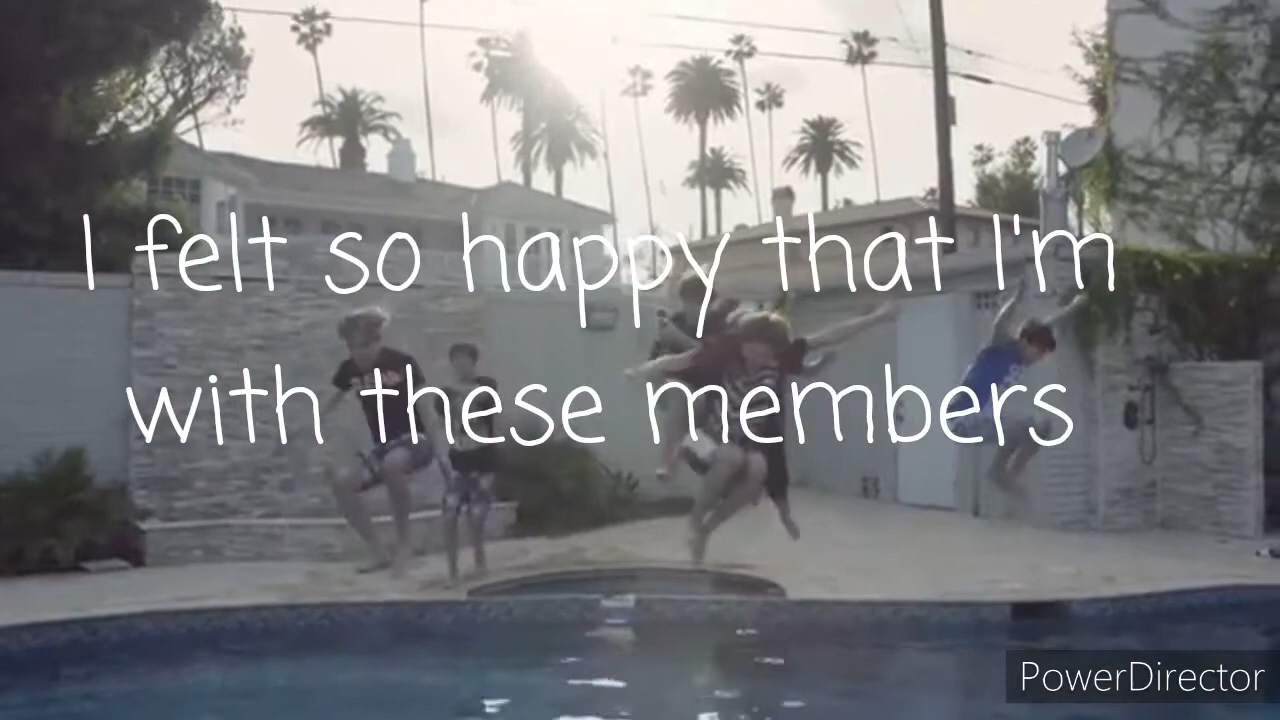 I felt so happy that I'm
with these members
PowerDirector